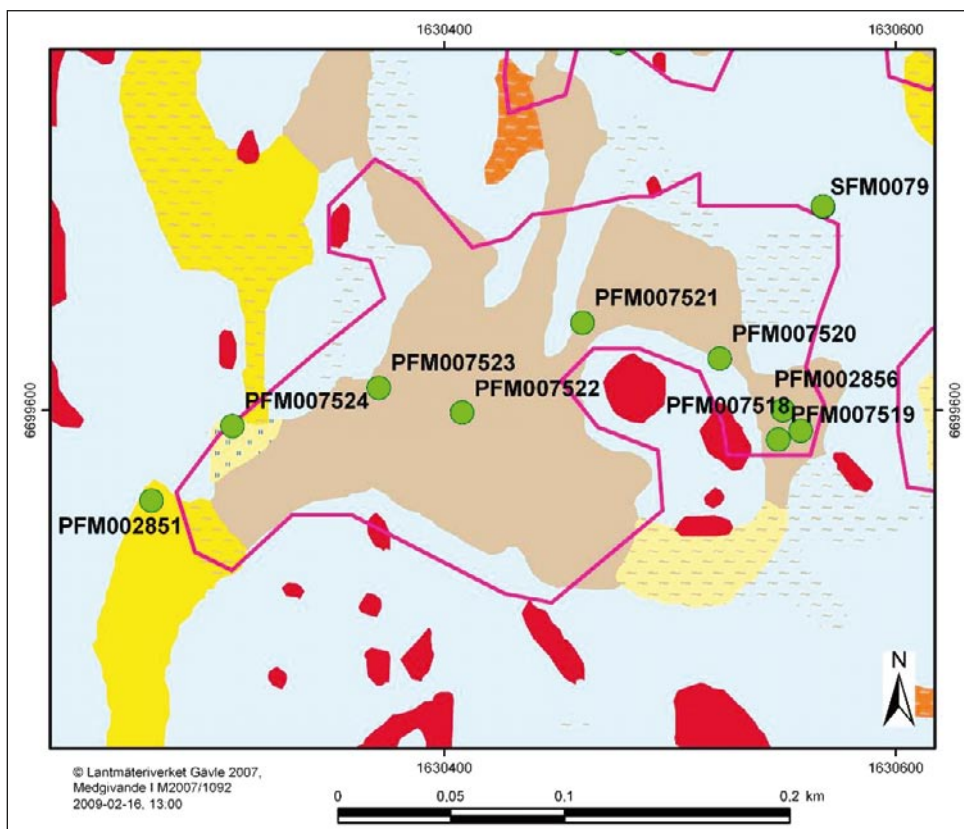 1630400 1630600
SFM0079
PFM007521
PFM007520
PFM007523
PFM002856
PFM007522
PFM007518
PFM007519
PFM007524
PFM002851
6699600 6699600
N
1630400 1630600
© Lantmäteriverket Gävle 2007,
Medgivande I M2007/1092
2009-02-16, 13:00
0 0,05 0,1 0,2 km